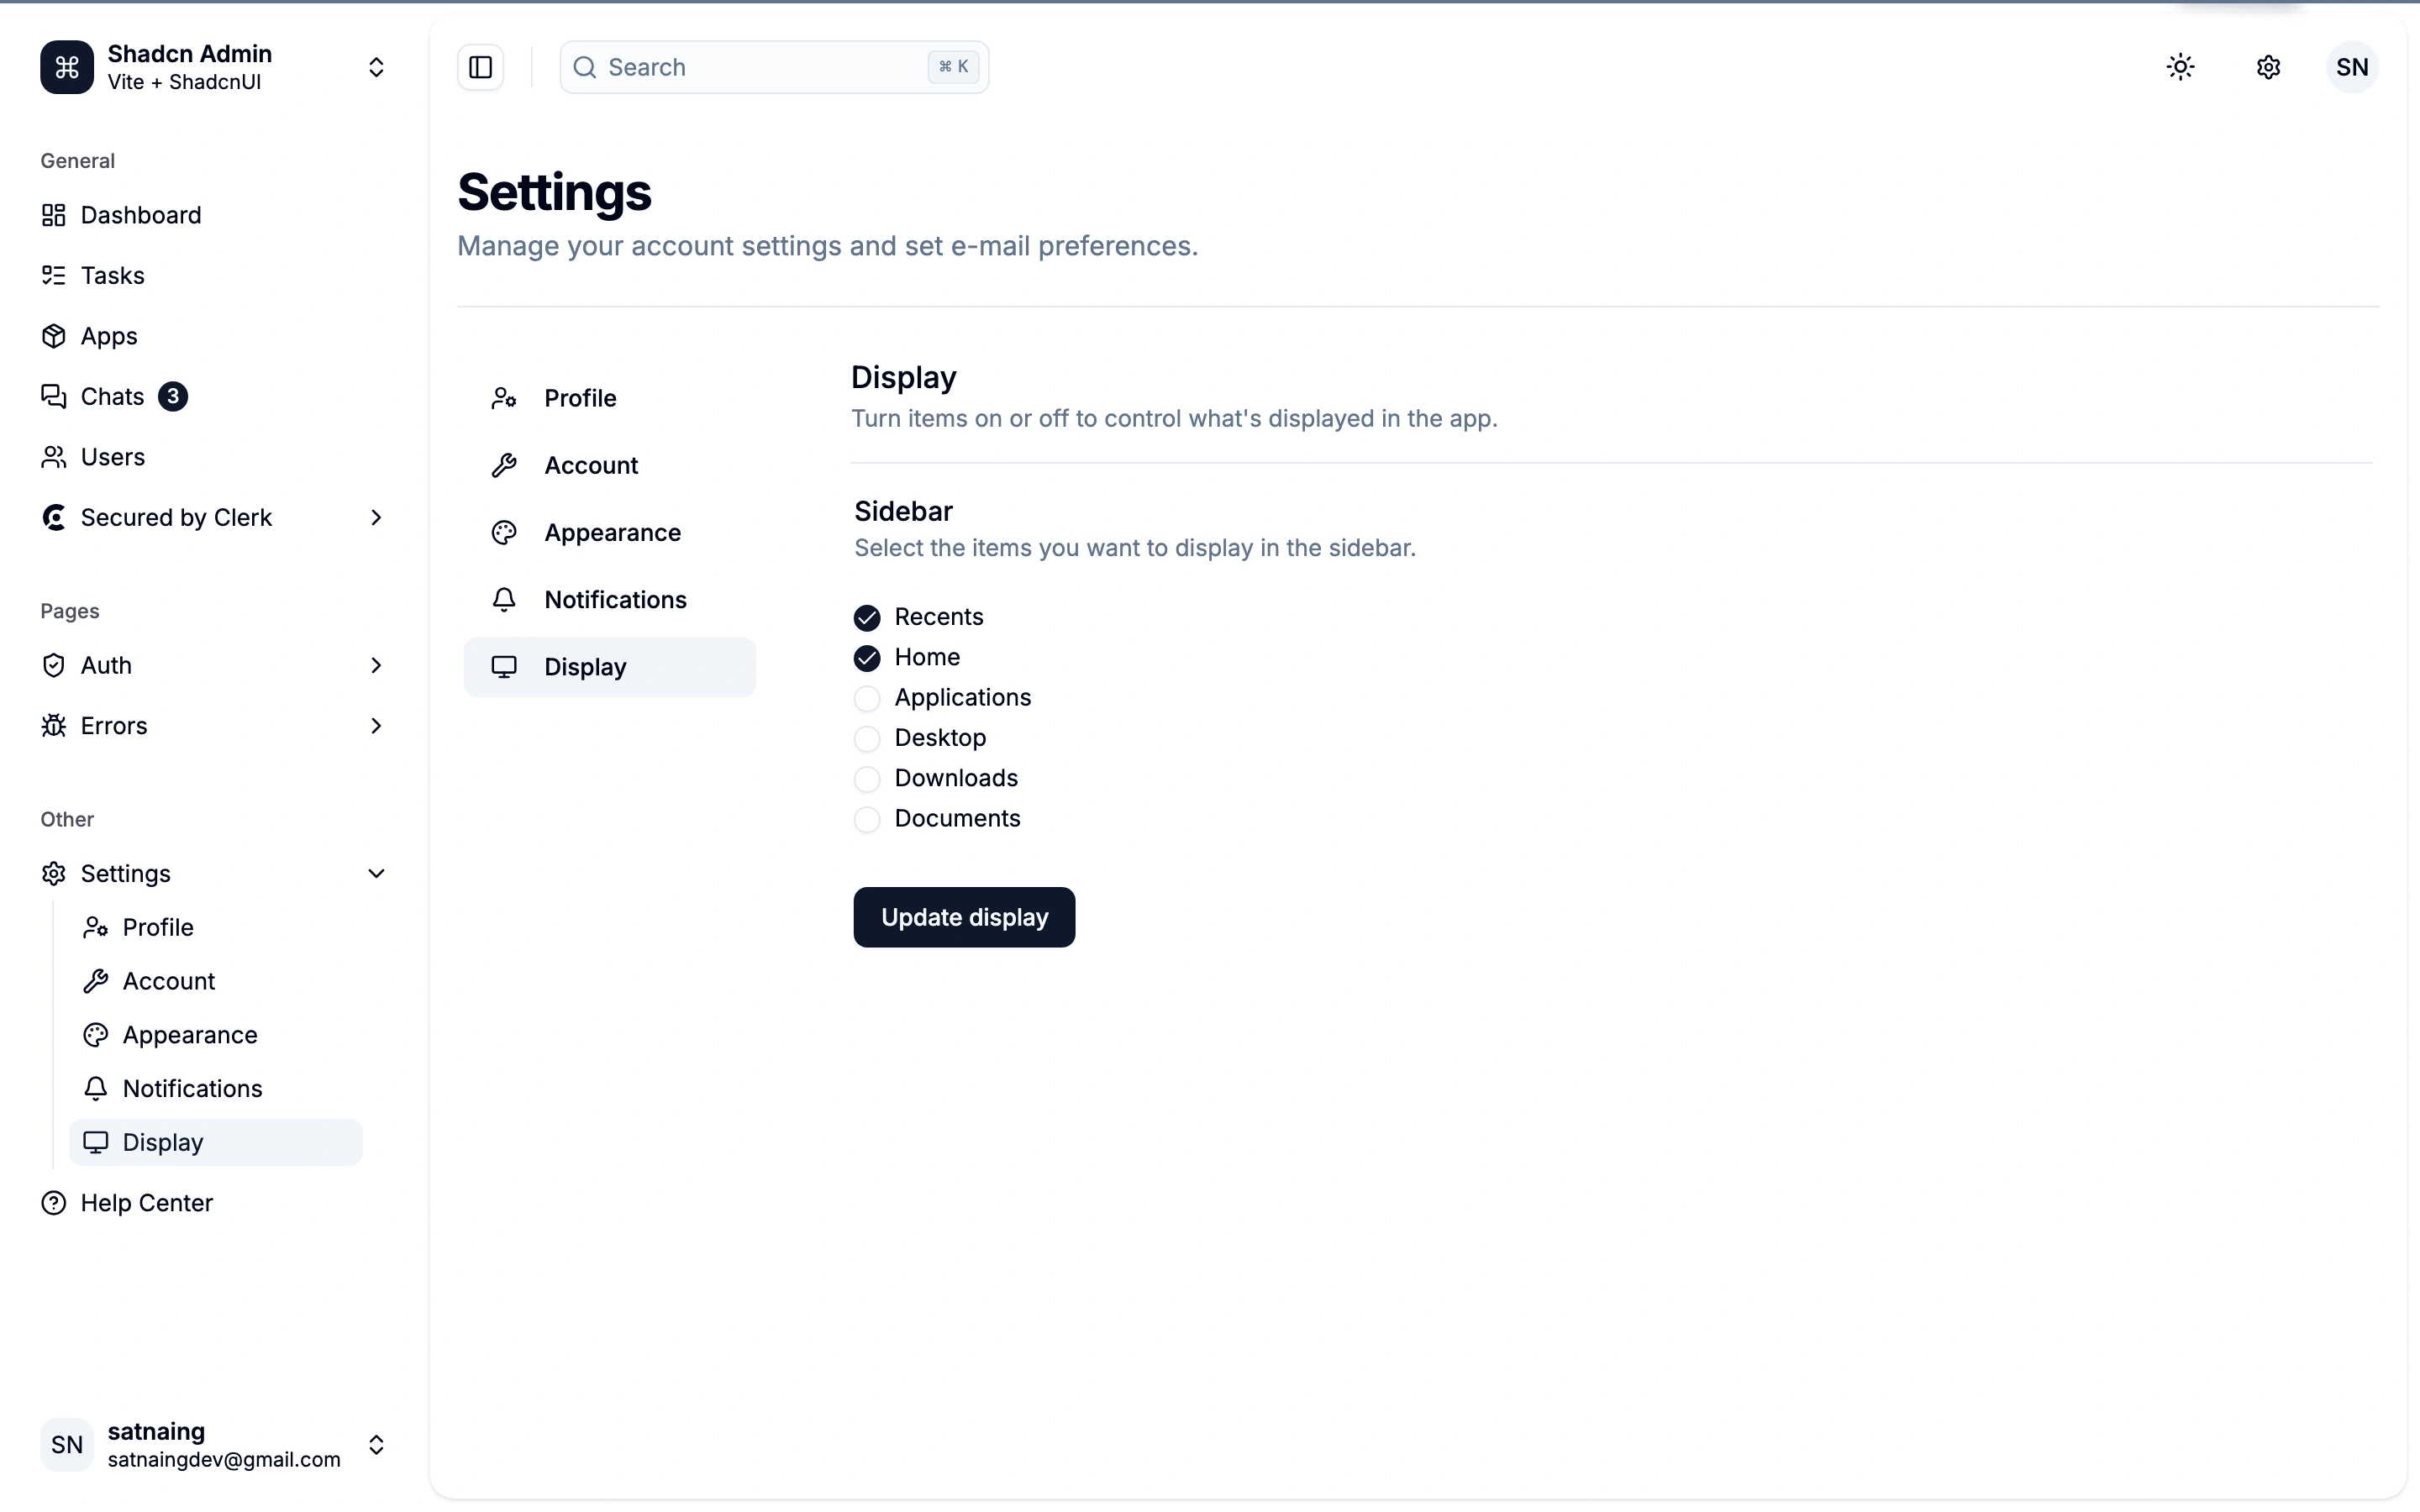 Shadcn Admin
Vite + ShadcnUI
General
Dashboard
Tasks
Apps
Chats 3
Users
Secured by Clerk
Pages
Auth
Errors
Other
Settings
Profile
Account
Appearance
Notifications
Display
Help Center
SN
satnaing
satnaingdev@gmail.com
Search ⌘ K
SN
Settings
Manage your account settings and set e-mail preferences.
Profile
Account
Appearance
Notifications
Display
Display
Turn items on or off to control what's displayed in the app.
Sidebar
Select the items you want to display in the sidebar.
Recents
Home
Applications
Desktop
Downloads
Documents
Update display